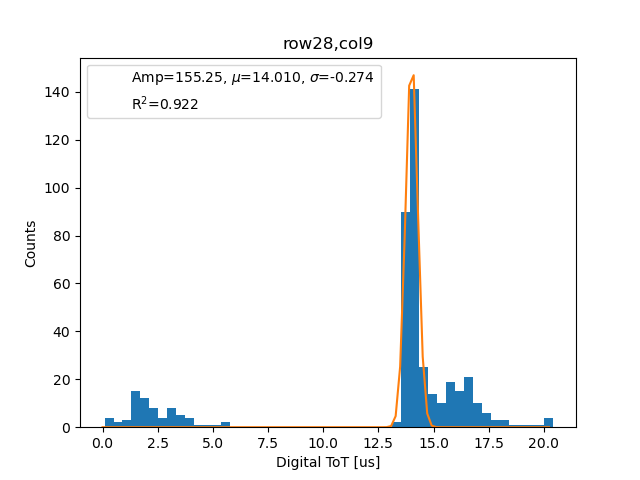 row28,col9
Amp=155.25, μ=14.010, σ=-0.274
R²=0.922
140
120
100
80
60
40
20
0
Counts
0.0 2.5 5.0 7.5 10.0 12.5 15.0 17.5 20.0
Digital ToT [us]